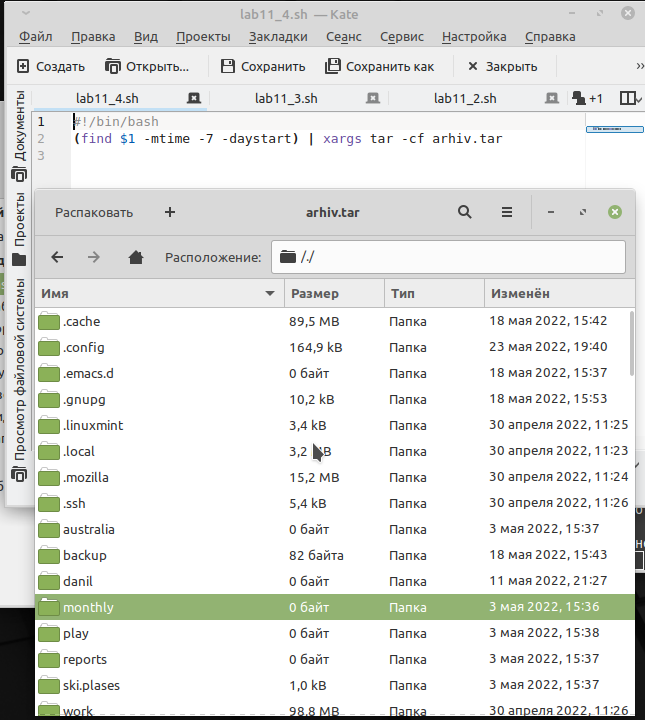 lab11_4.sh — Kate
Файл Правка Вид Проекты Закладки Сеанс Сервис Настройка Справка
Создать Открыть... Сохранить Сохранить как Закрыть »
lab11_4.sh lab11_3.sh lab11_2.sh +1
Документы
Проекты
Просмотр файловой системы
1 #!/bin/bash
2 (find $1 -mtime -7 -daystart) | xargs tar -cf arhiv.tar
3
Распаковать + arhiv.tar
Расположение: /./
Имя Размер Тип Изменён
.cache 89,5 MB Папка 18 мая 2022, 15:42
.config 164,9 kB Папка 23 мая 2022, 19:40
.emacs.d 0 байт Папка 18 мая 2022, 15:37
.gnupg 10,2 kB Папка 18 мая 2022, 15:53
.linuxmint 3,4 kB Папка 30 апреля 2022, 11:25
.local 3,2 Папка 30 апреля 2022, 11:23
.mozilla 15,2 MB Папка 30 апреля 2022, 11:24
.ssh 5,4 kB Папка 30 апреля 2022, 11:26
australia 0 байт Папка 3 мая 2022, 15:37
backup 82 байта Папка 18 мая 2022, 15:43
danil 0 байт Папка 11 мая 2022, 21:27
monthly 0 байт Папка 3 мая 2022, 15:36
play 0 байт Папка 3 мая 2022, 15:38
reports 0 байт Папка 3 мая 2022, 15:37
ski.plases 1,0 kB Папка 3 мая 2022, 15:37
work 98,8 MB Папка 30 апреля 2022, 11:26